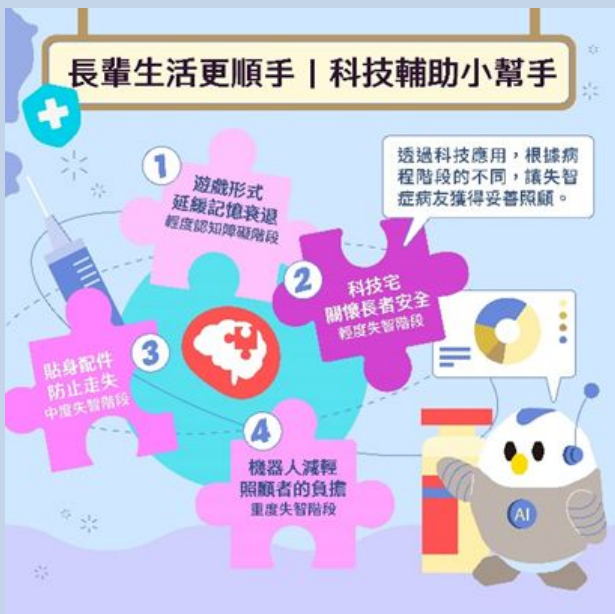 長輩生活更順手 | 科技輔助小幫手
透過科技應用，根據病
程階段的不同，讓失智
症病友獲得妥善照顧。
1
遊戲形式
延緩記憶衰退
輕度認知障礙階段
2
科技宅
關懷長者安全
輕度失智階段
3
貼身配件
防止走失
中度失智階段
4
機器人減輕
照顧者的負擔
重度失智階段
AI